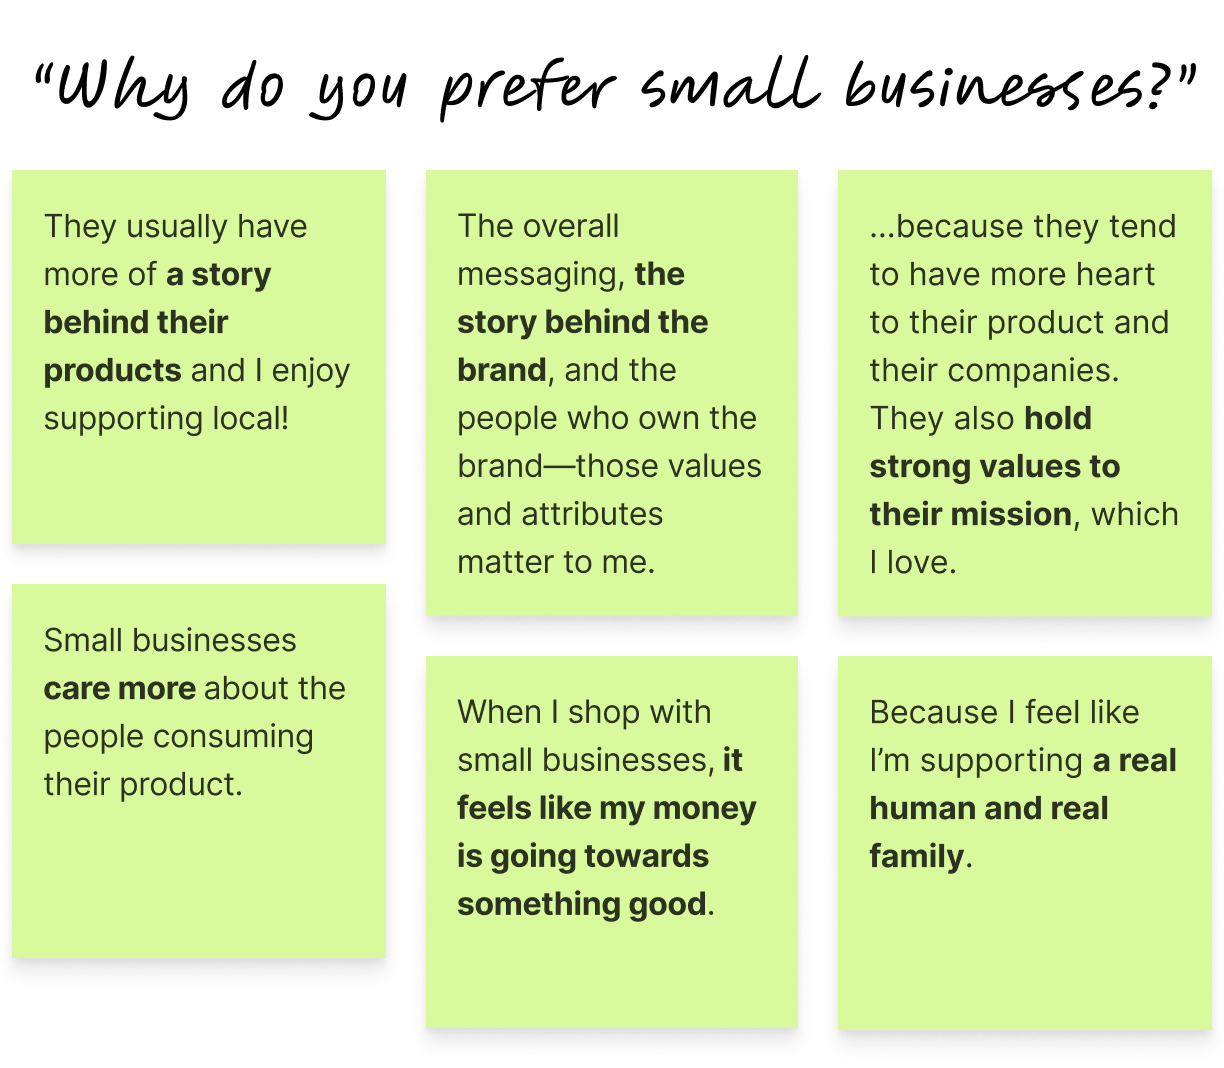 “Why do you prefer small businesses?”
They usually have
more of a story
behind their
products and I enjoy
supporting local!
The overall
messaging, the
story behind the
brand, and the
people who own the
brand—those values
and attributes
matter to me.
...because they tend
to have more heart
to their product and
their companies.
They also hold
strong values to
their mission, which
I love.
Small businesses
care more about the
people consuming
their product.
When I shop with
small businesses, it
feels like my money
is going towards
something good.
Because I feel like
I’m supporting a real
human and real
family.